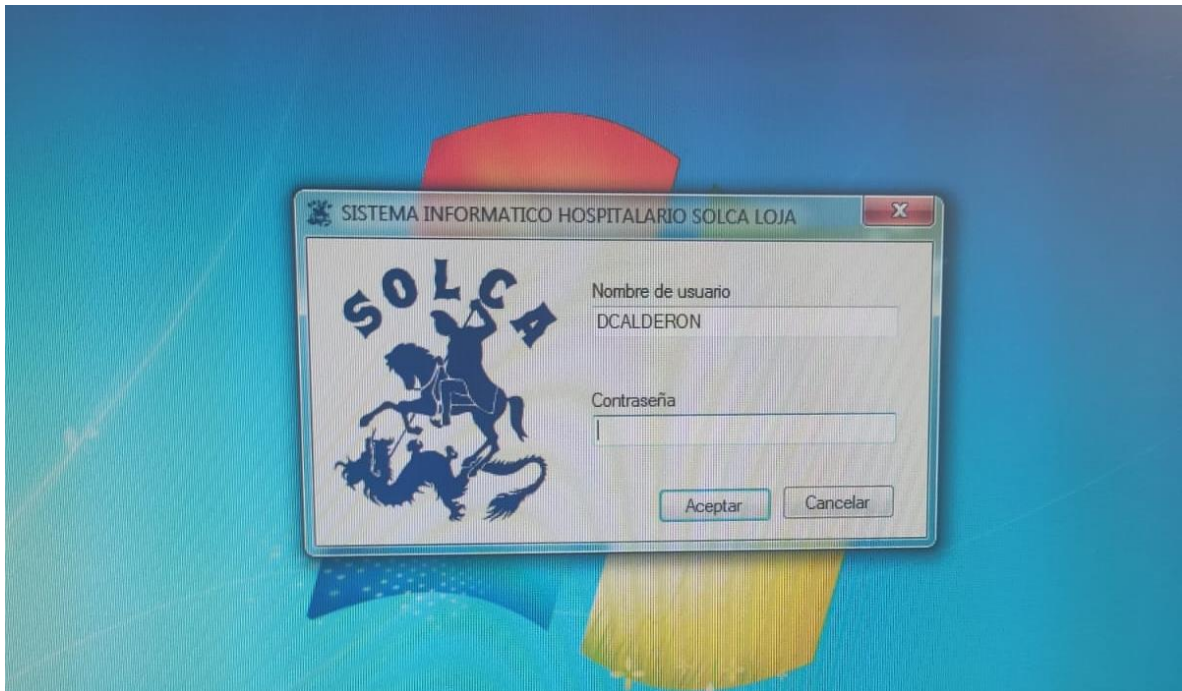 SISTEMA INFORMATICO HOSPITALARIO SOLCA LOJA
SOLCA
Nombre de usuario
DCALDERON
Contraseña
Aceptar
Cancelar